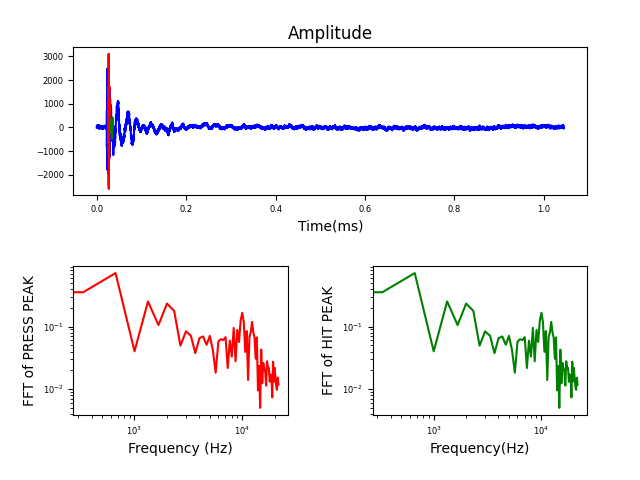 Amplitude
3000
2000
1000
0
−1000
−2000
0.0 0.2 0.4 0.6 0.8 1.0
Time(ms)
FFT of PRESS PEAK
10⁻¹
10⁻²
10³ 10⁴
Frequency (Hz)
FFT of HIT PEAK
10⁻¹
10⁻²
10³ 10⁴
Frequency(Hz)